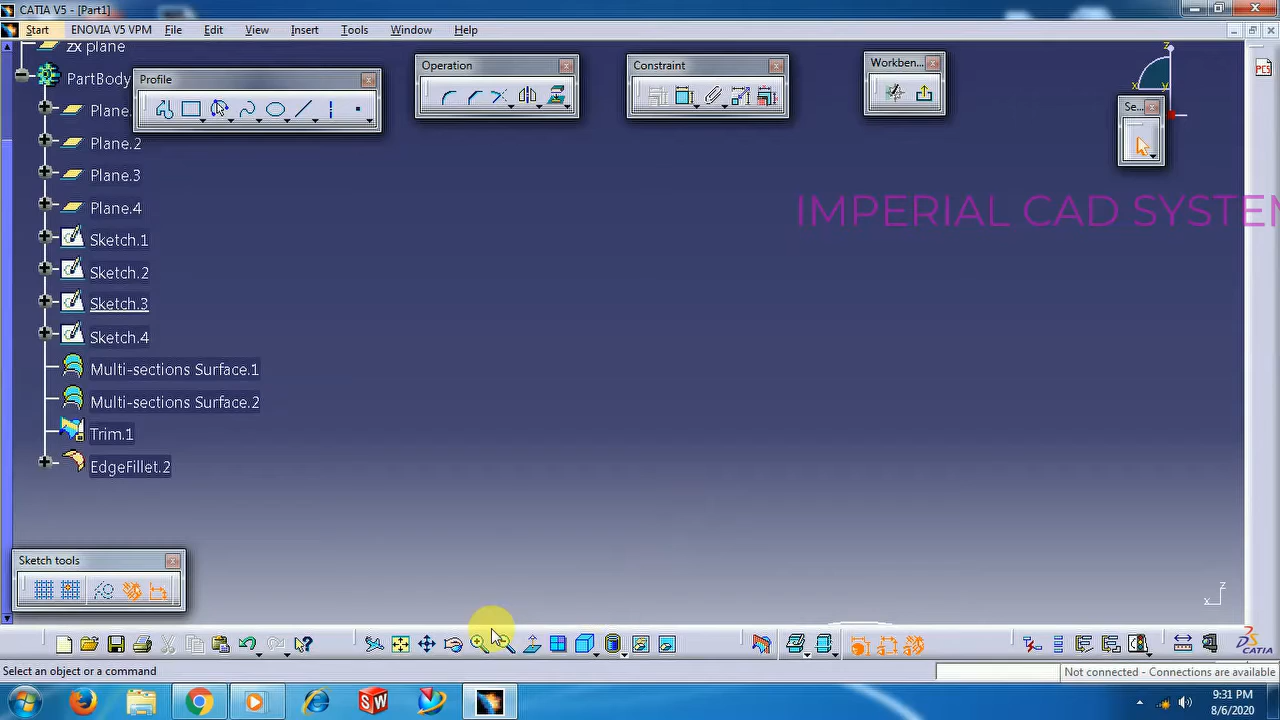 CATIA V5 - [Part1]
Start ENOVIA V5 VPM File Edit View Insert Tools Window Help
zx plane
PartBody
Profile
Operation
Constraint
Workben...
Se...
Plane.
Plane.2
Plane.3
Plane.4
Sketch.1
Sketch.2
Sketch.3
Sketch.4
Multi-sections Surface.1
Multi-sections Surface.2
Trim.1
EdgeFillet.2
IMPERIAL CAD SYSTEM
PCS
z
x y
z
x
Sketch tools
CATIA
Select an object or a command
Not connected - Connections are available
SW
9:31 PM
8/6/2020